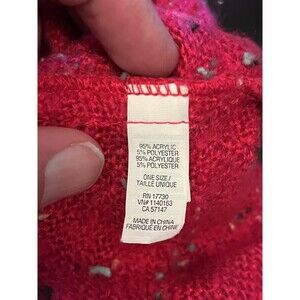 95% ACRYLIC
5% POLYESTER
95% ACRYLIQUE
5% POLYESTER
ONE SIZE/
TAILLE UNIQUE
RN 17730
VN# 1140163
CA 57147
MADE IN CHINA
FABRIQUÉ EN CHINE